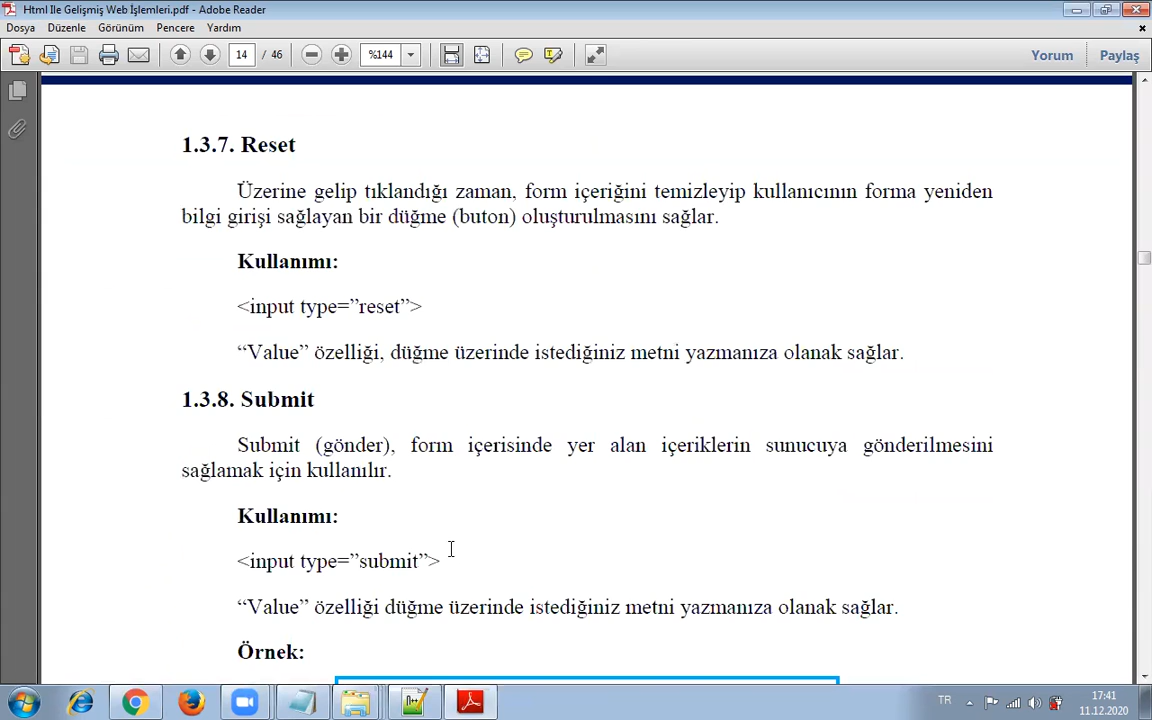 Html Ile Gelişmiş Web İşlemleri.pdf - Adobe Reader
Dosya Düzenle Görünüm Pencere Yardım
14 / 46 %144 Yorum Paylaş
1.3.7. Reset
Üzerine gelip tıklandığı zaman, form içeriğini temizleyip kullanıcının forma yeniden
bilgi girişi sağlayan bir düğme (buton) oluşturulmasını sağlar.
Kullanımı:
<input type=”reset”>
“Value” özelliği, düğme üzerinde istediğiniz metni yazmanıza olanak sağlar.
1.3.8. Submit
Submit (gönder), form içerisinde yer alan içeriklerin sunucuya gönderilmesini
sağlamak için kullanılır.
Kullanımı:
<input type=”submit”>
“Value” özelliği düğme üzerinde istediğiniz metni yazmanıza olanak sağlar.
Örnek:
TR 17:41
11.12.2020